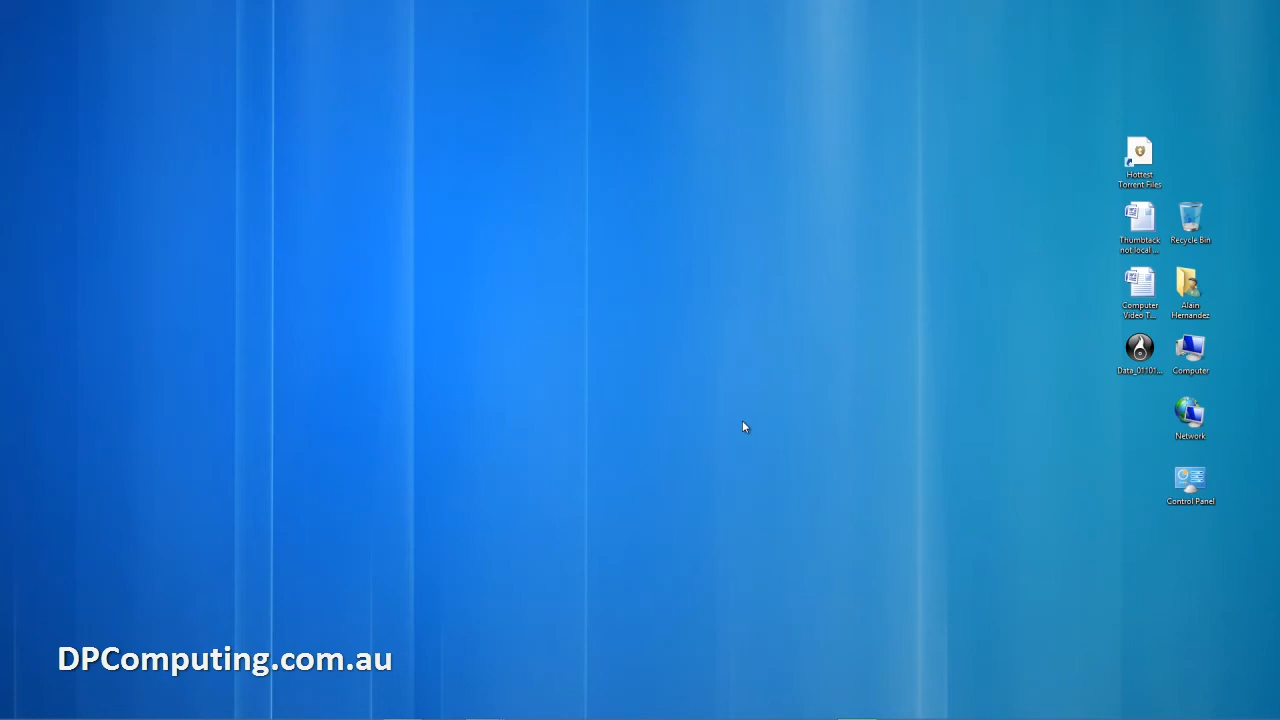 Hottest
Torrent Files
Thumbtack
not local ...
Recycle Bin
Computer
Video T...
Alain
Hernandez
Data_01101...
Computer
Network
Control Panel
DPComputing.com.au